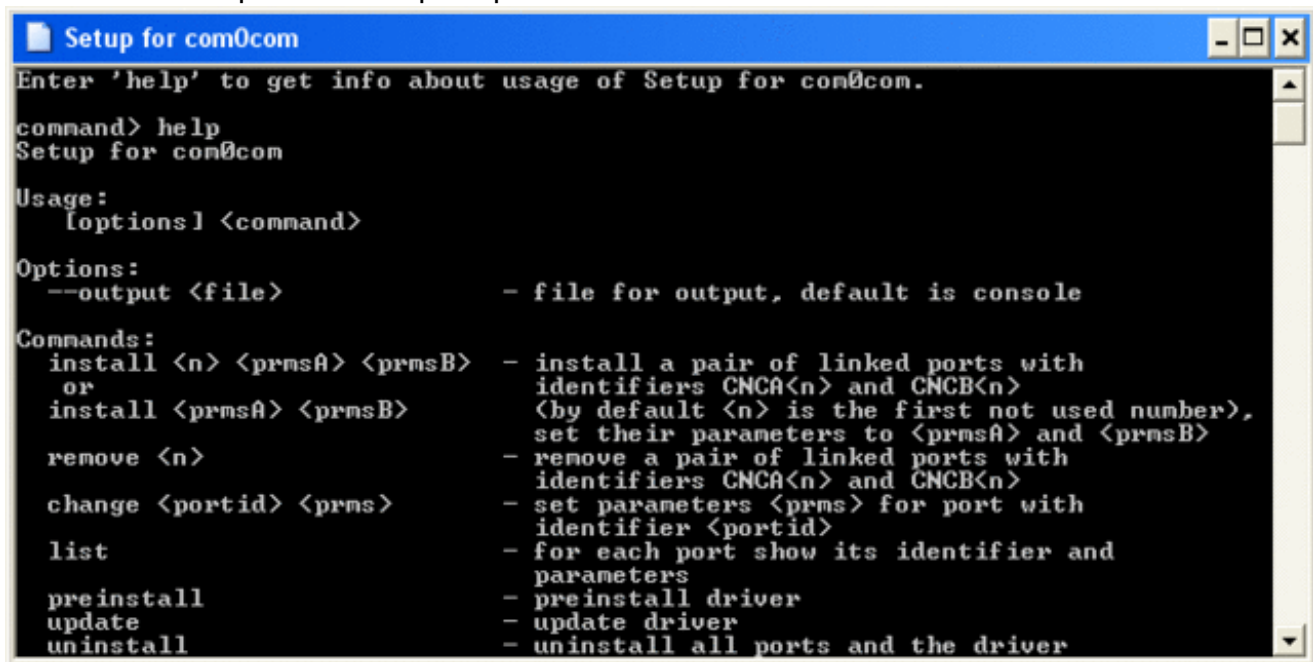 Setup for com0com
Enter 'help' to get info about usage of Setup for com0com.
command> help
Setup for com0com
Usage:
[options] <command>
Options:
--output <file> - file for output, default is console
Commands:
install <n> <prmsA> <prmsB> - install a pair of linked ports with
or identifiers CNCA<n> and CNCB<n>
install <prmsA> <prmsB> (by default <n> is the first not used number),
set their parameters to <prmsA> and <prmsB>
remove <n> - remove a pair of linked ports with
identifiers CNCA<n> and CNCB<n>
change <portid> <prms> - set parameters <prms> for port with
identifier <portid>
list - for each port show its identifier and
parameters
preinstall - preinstall driver
update - update driver
uninstall - uninstall all ports and the driver